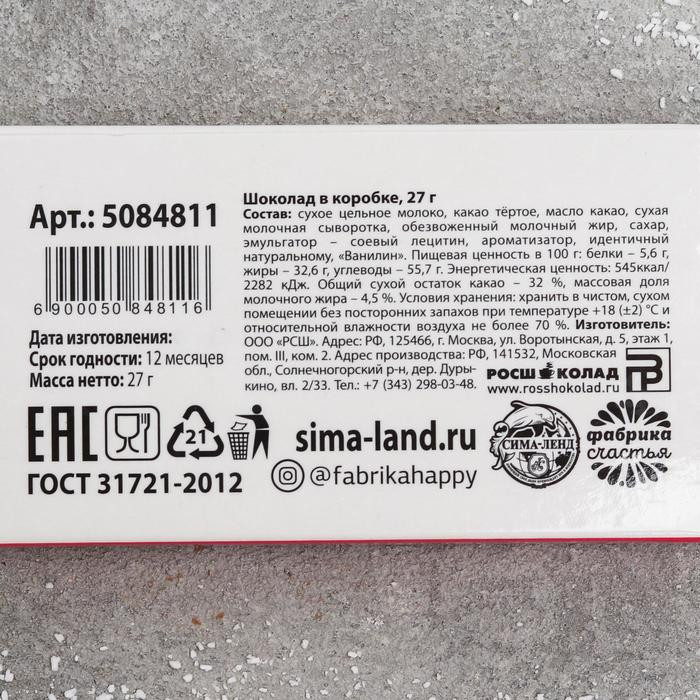 Арт.: 5084811
6 900050 848116
Дата изготовления:
Срок годности: 12 месяцев
Масса нетто: 27 г
Шоколад в коробке, 27 г
Состав: сухое цельное молоко, какао тёртое, масло какао, сухая
молочная сыворотка, обезвоженный молочный жир, сахар,
эмульгатор – соевый лецитин, ароматизатор, идентичный
натуральному, «Ванилин». Пищевая ценность в 100 г: белки – 5,6 г,
жиры – 32,6 г, углеводы – 55,7 г. Энергетическая ценность: 545ккал/
2282 кДж. Общий сухой остаток какао – 32 %, массовая доля
молочного жира – 4,5 %. Условия хранения: хранить в чистом, сухом
помещении без посторонних запахов при температуре +18 (±2) °С и
относительной влажности воздуха не более 70 %. Изготовитель:
ООО «РСШ». Адрес: РФ, 125466, г. Москва, ул. Воротынская, д. 5, этаж 1,
пом. III, ком. 2. Адрес производства: РФ, 141532, Московская
обл., Солнечногорский р-н, дер. Дуры-
кино, вл. 2/33. Тел.: +7 (343) 298-03-48.
РОСШОКОЛАД
www.rosshokolad.ru
ЕАС
21
ГОСТ 31721-2012
sima-land.ru
@fabrikahappy
СИМА-ЛЕНД
фабрика
счастья